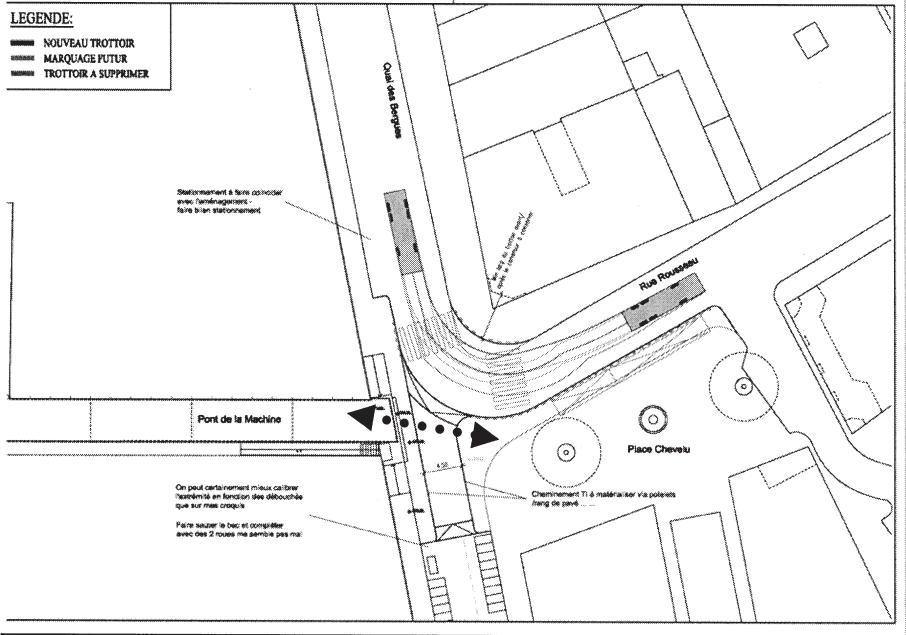 LEGENDE:
NOUVEAU TROTTOIR
MARQUAGE FUTUR
TROTTOIR A SUPPRIMER
Quai des Bergues
Stationnement à faire coincider
avec l'aménagement -
faire bien stationnement
Rue Rousseau
Pont de la Machine
Place Chevelu
4.50
On peut certainement mieux calibrer
l'extrémité en fonction des débouchés
que sur mes croquis
Faire sauter le bec et compléter
avec des 2 roues me semble pas mal
Cheminement TI à matérialiser via potelets
/rang de pavé ... ...